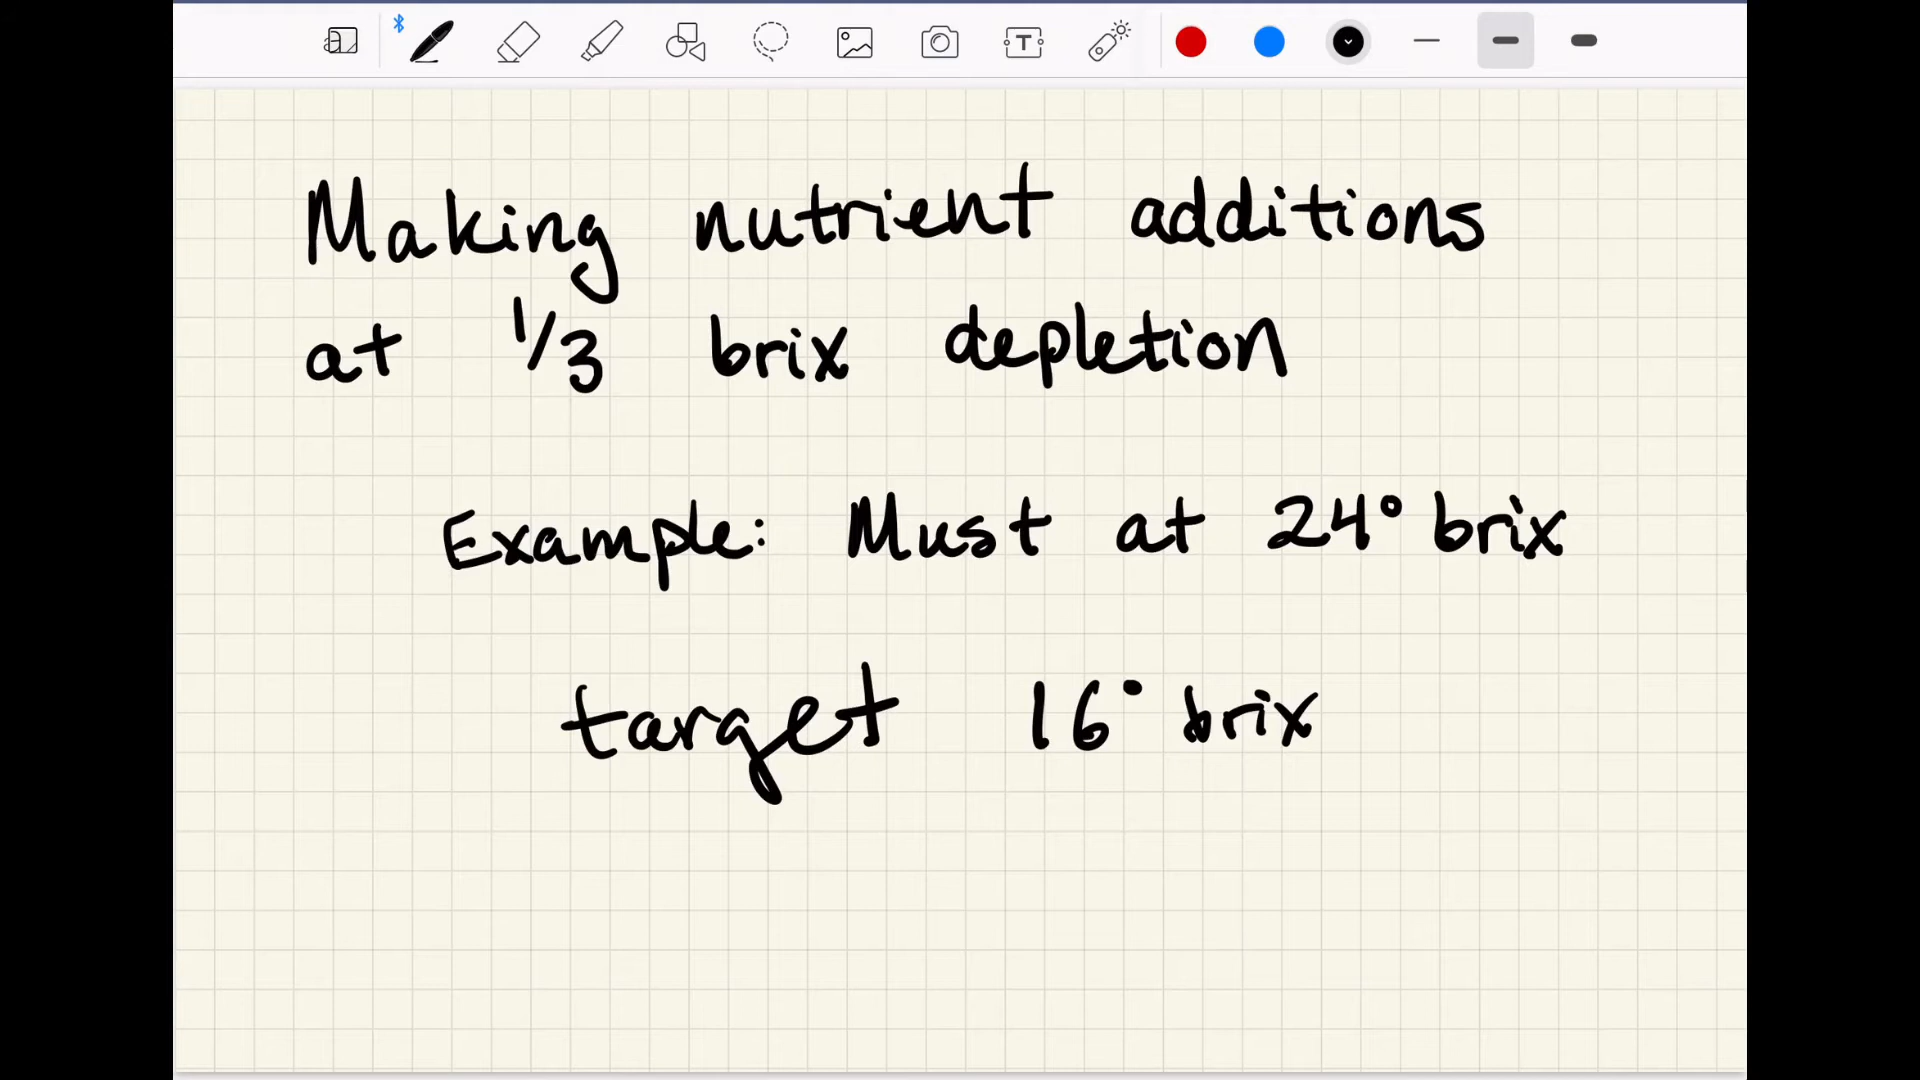 Making nutrient additions
at 1/3 brix depletion
Example: Must at 24° brix
target 16° brix